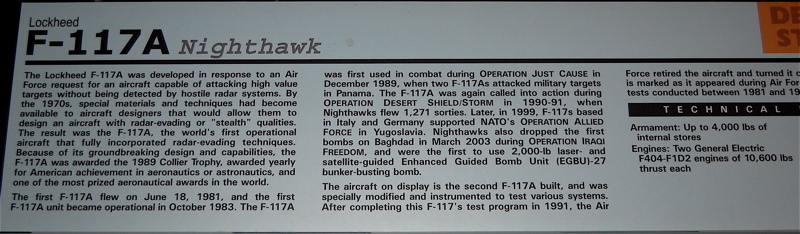 Lockheed
F-117A Nighthawk
DE
ST
The Lockheed F-117A was developed in response to an Air
Force request for an aircraft capable of attacking high value
targets without being detected by hostile radar systems. By
the 1970s, special materials and techniques had become
available to aircraft designers that would allow them to
design an aircraft with radar-evading or "stealth" qualities.
The result was the F-117A, the world's first operational
aircraft that fully incorporated radar-evading techniques.
Because of its groundbreaking design and capabilities, the
F-117A was awarded the 1989 Collier Trophy, awarded yearly
for American achievement in aeronautics or astronautics, and
one of the most prized aeronautical awards in the world.
The first F-117A flew on June 18, 1981, and the first
F-117A unit became operational in October 1983. The F-117A
was first used in combat during OPERATION JUST CAUSE in
December 1989, when two F-117As attacked military targets
in Panama. The F-117A was again called into action during
OPERATION DESERT SHIELD/STORM in 1990-91, when
Nighthawks flew 1,271 sorties. Later, in 1999, F-117s based
in Italy and Germany supported NATO's OPERATION ALLIED
FORCE in Yugoslavia. Nighthawks also dropped the first
bombs on Baghdad in March 2003 during OPERATION IRAQI
FREEDOM, and were the first to use 2,000-lb laser- and
satellite-guided Enhanced Guided Bomb Unit (EGBU)-27
bunker-busting bomb.
The aircraft on display is the second F-117A built, and was
specially modified and instrumented to test various systems.
After completing this F-117's test program in 1991, the Air
Force retired the aircraft and turned it o
is marked as it appeared during Air For
tests conducted between 1981 and 19
TECHNICAL
Armament: Up to 4,000 lbs of
internal stores
Engines: Two General Electric
F404-F1D2 engines of 10,600 lbs
thrust each